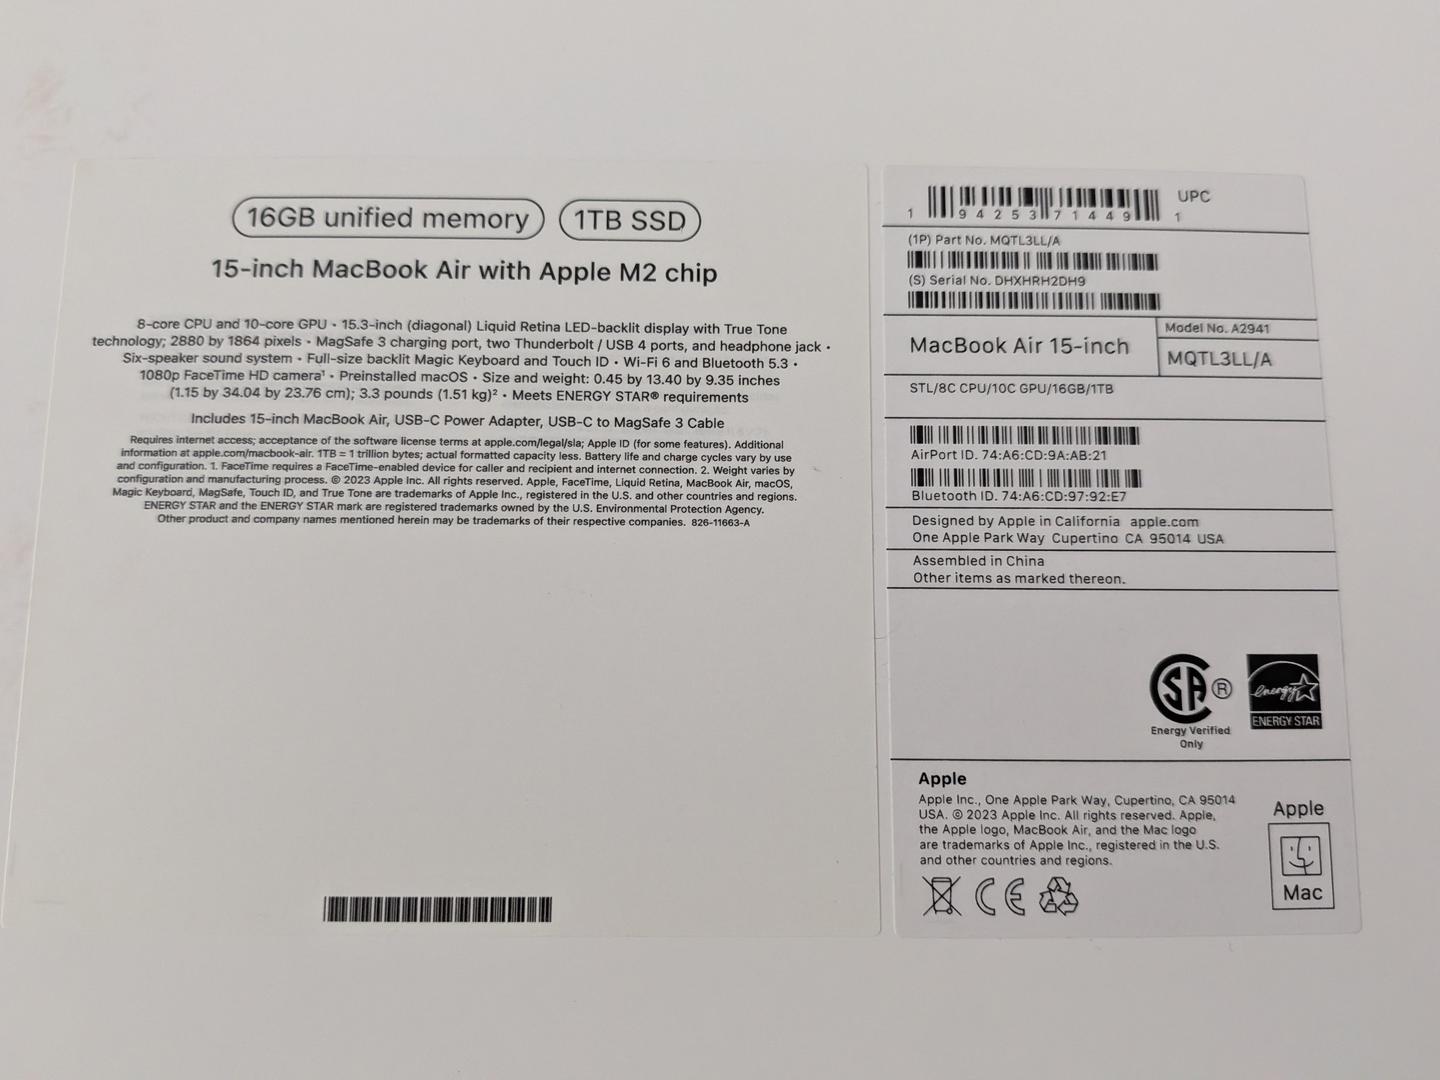 16GB unified memory
1TB SSD
15-inch MacBook Air with Apple M2 chip
8-core CPU and 10-core GPU • 15.3-inch (diagonal) Liquid Retina LED-backlit display with True Tone
technology; 2880 by 1864 pixels • MagSafe 3 charging port, two Thunderbolt / USB 4 ports, and headphone jack •
Six-speaker sound system • Full-size backlit Magic Keyboard and Touch ID • Wi-Fi 6 and Bluetooth 5.3 •
1080p FaceTime HD camera¹ • Preinstalled macOS • Size and weight: 0.45 by 13.40 by 9.35 inches
(1.15 by 34.04 by 23.76 cm); 3.3 pounds (1.51 kg)² • Meets ENERGY STAR® requirements
Includes 15-inch MacBook Air, USB-C Power Adapter, USB-C to MagSafe 3 Cable
Requires internet access; acceptance of the software license terms at apple.com/legal/sla; Apple ID (for some features). Additional
information at apple.com/macbook-air. 1TB = 1 trillion bytes; actual formatted capacity less. Battery life and charge cycles vary by use
and configuration. 1. FaceTime requires a FaceTime-enabled device for caller and recipient and internet connection. 2. Weight varies by
configuration and manufacturing process. © 2023 Apple Inc. All rights reserved. Apple, FaceTime, Liquid Retina, MacBook Air, macOS,
Magic Keyboard, MagSafe, Touch ID, and True Tone are trademarks of Apple Inc., registered in the U.S. and other countries and regions.
ENERGY STAR and the ENERGY STAR mark are registered trademarks owned by the U.S. Environmental Protection Agency.
Other product and company names mentioned herein may be trademarks of their respective companies. 826-11663-A
UPC
1 94253 71449 1
(1P) Part No. MQTL3LL/A
(S) Serial No. DHXHRH2DH9
MacBook Air 15-inch
Model No. A2941
MQTL3LL/A
STL/8C CPU/10C GPU/16GB/1TB
AirPort ID. 74:A6:CD:9A:AB:21
Bluetooth ID. 74:A6:CD:97:92:E7
Designed by Apple in California apple.com
One Apple Park Way Cupertino CA 95014 USA
Assembled in China
Other items as marked thereon.
SA ®
Energy Verified
Only
energy
ENERGY STAR
Apple
Apple Inc., One Apple Park Way, Cupertino, CA 95014
USA. © 2023 Apple Inc. All rights reserved. Apple,
the Apple logo, MacBook Air, and the Mac logo
are trademarks of Apple Inc., registered in the U.S.
and other countries and regions.
CE
Apple
Mac